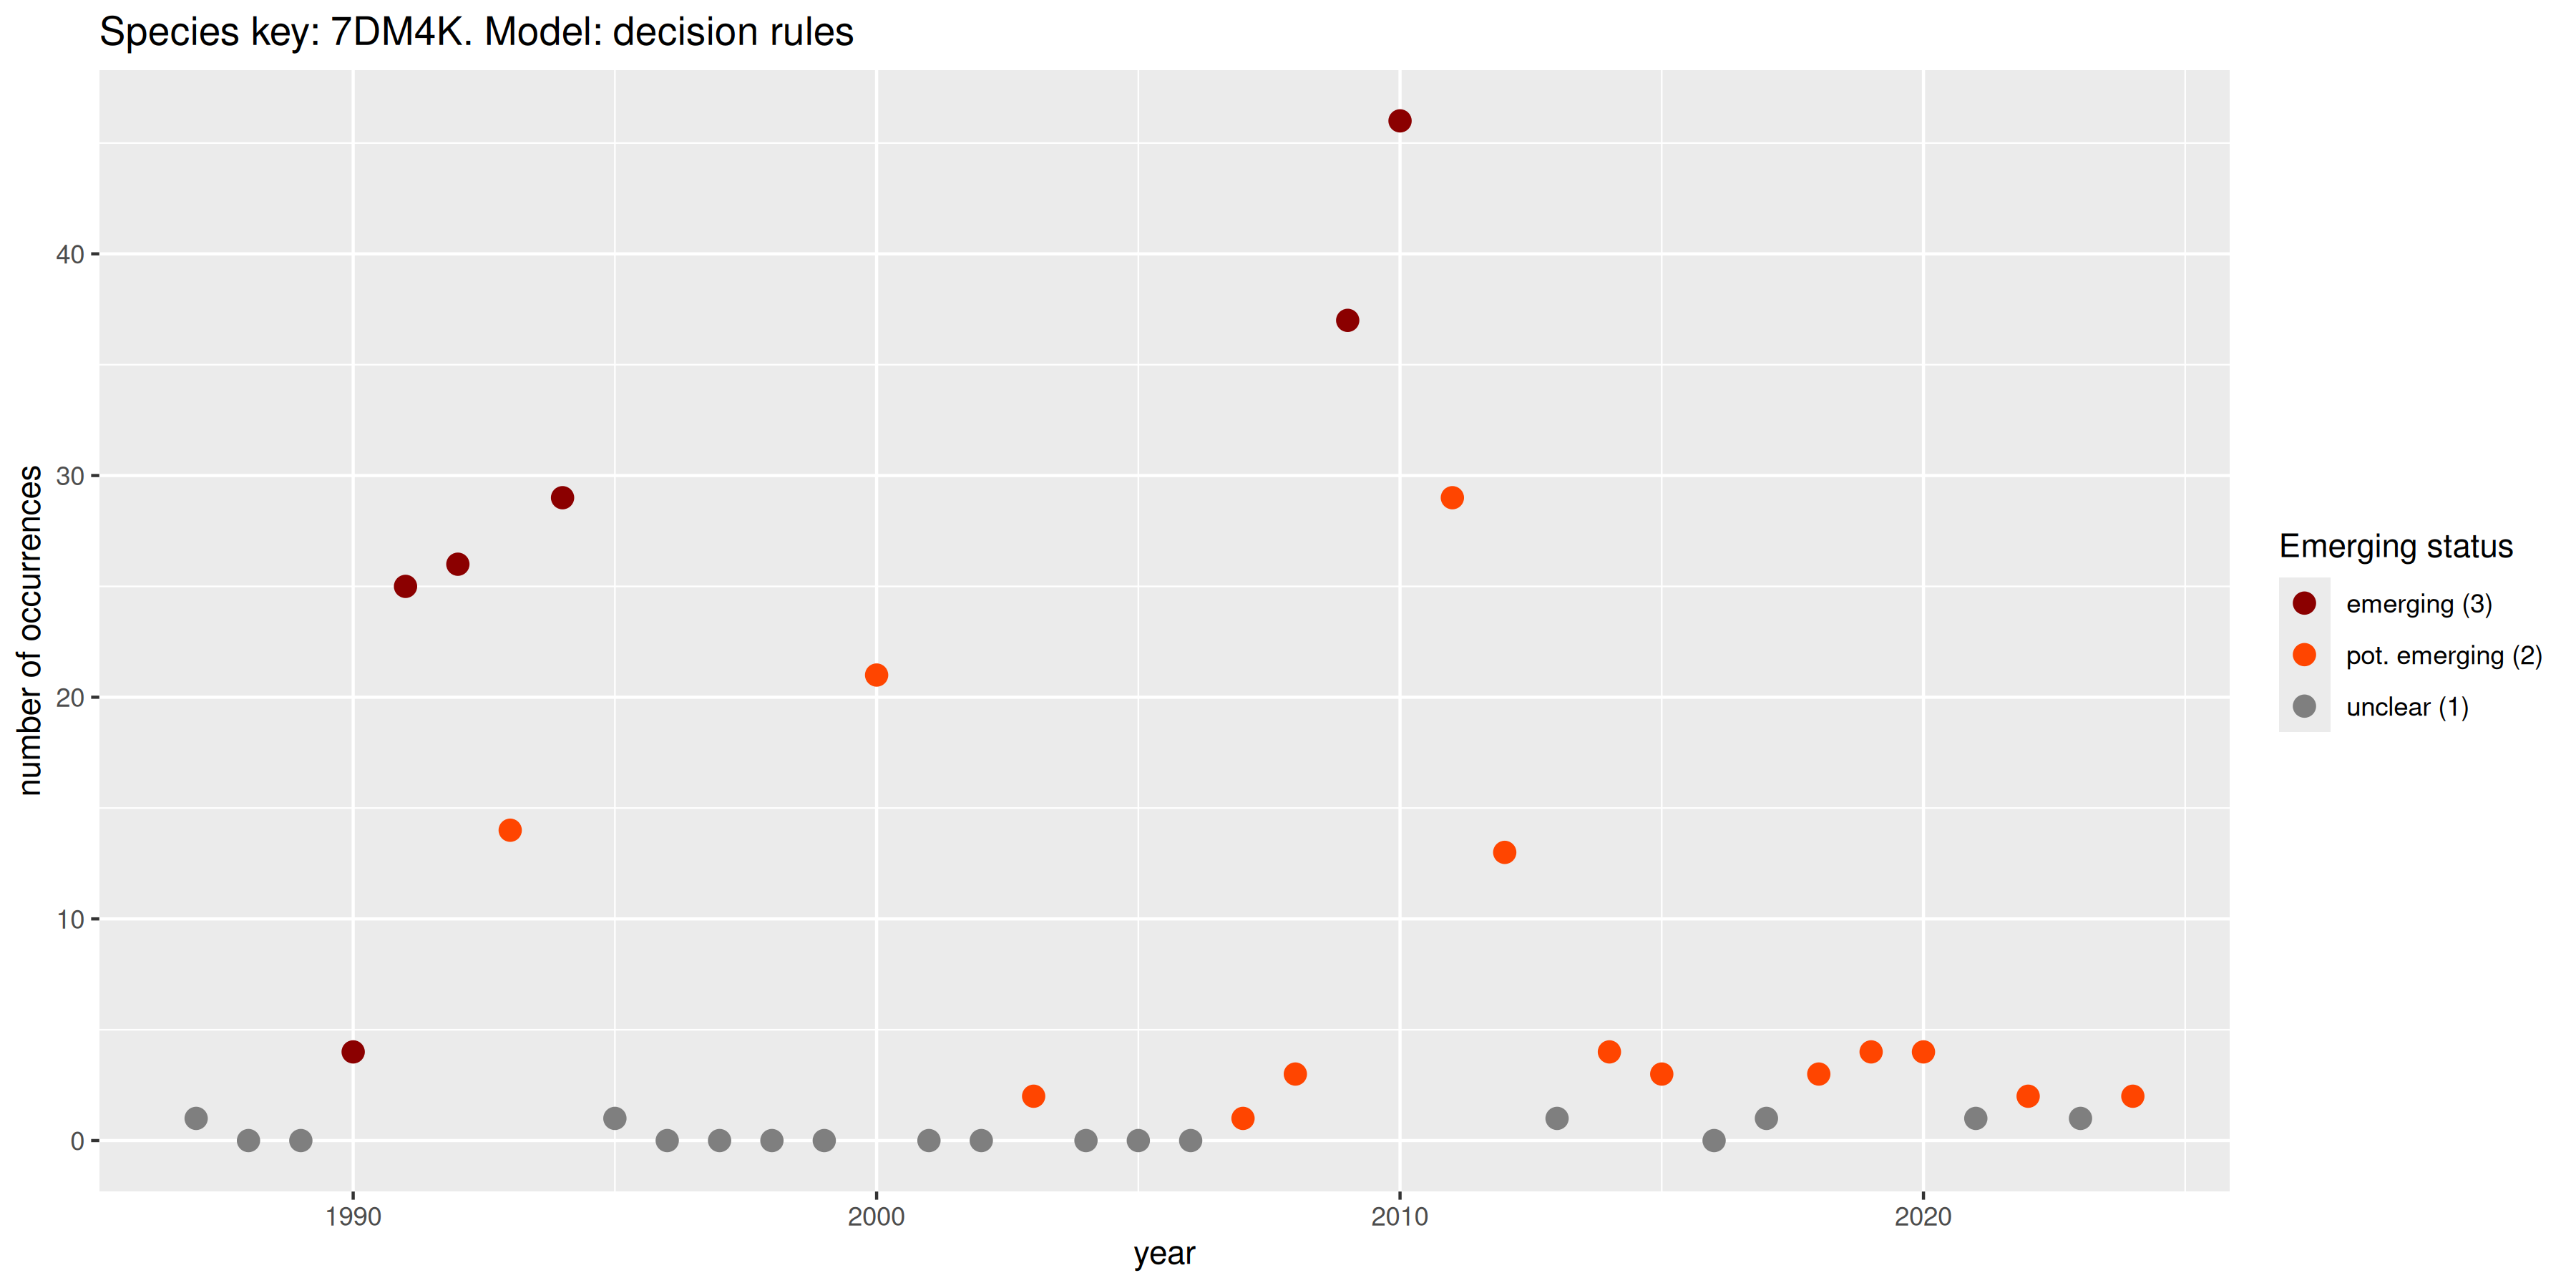 Species key: 7DM4K. Model: decision rules
number of occurrences
40
30
20
10
0
1990
2000
2010
2020
year
Emerging status
emerging (3)
pot. emerging (2)
unclear (1)